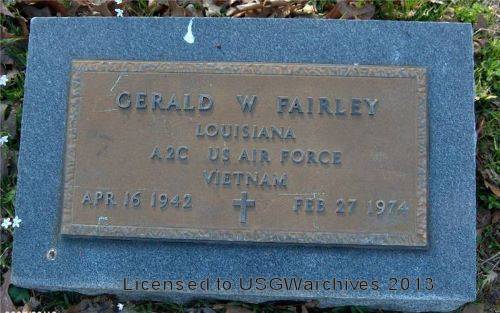 GERALD W FAIRLEY
LOUISIANA
A2C US AIR FORCE
VIETNAM
APR 16 1942 FEB 27 1974
Licensed to USGWarchives 2013